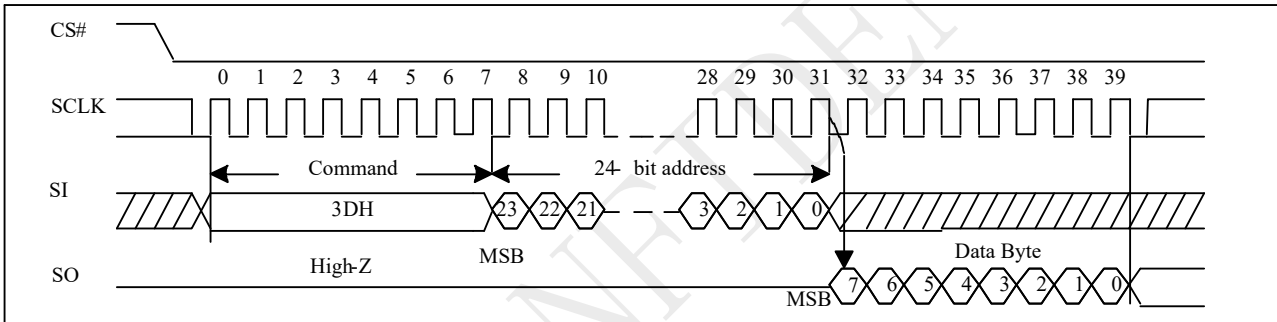 CS#
0 1 2 3 4 5 6 7 8 9 10 28 29 30 31 32 33 34 35 36 37 38 39
SCLK
Command 24- bit address
SI
3DH 23 22 21 3 2 1 0
MSB Data Byte
High-Z
SO
MSB 7 6 5 4 3 2 1 0